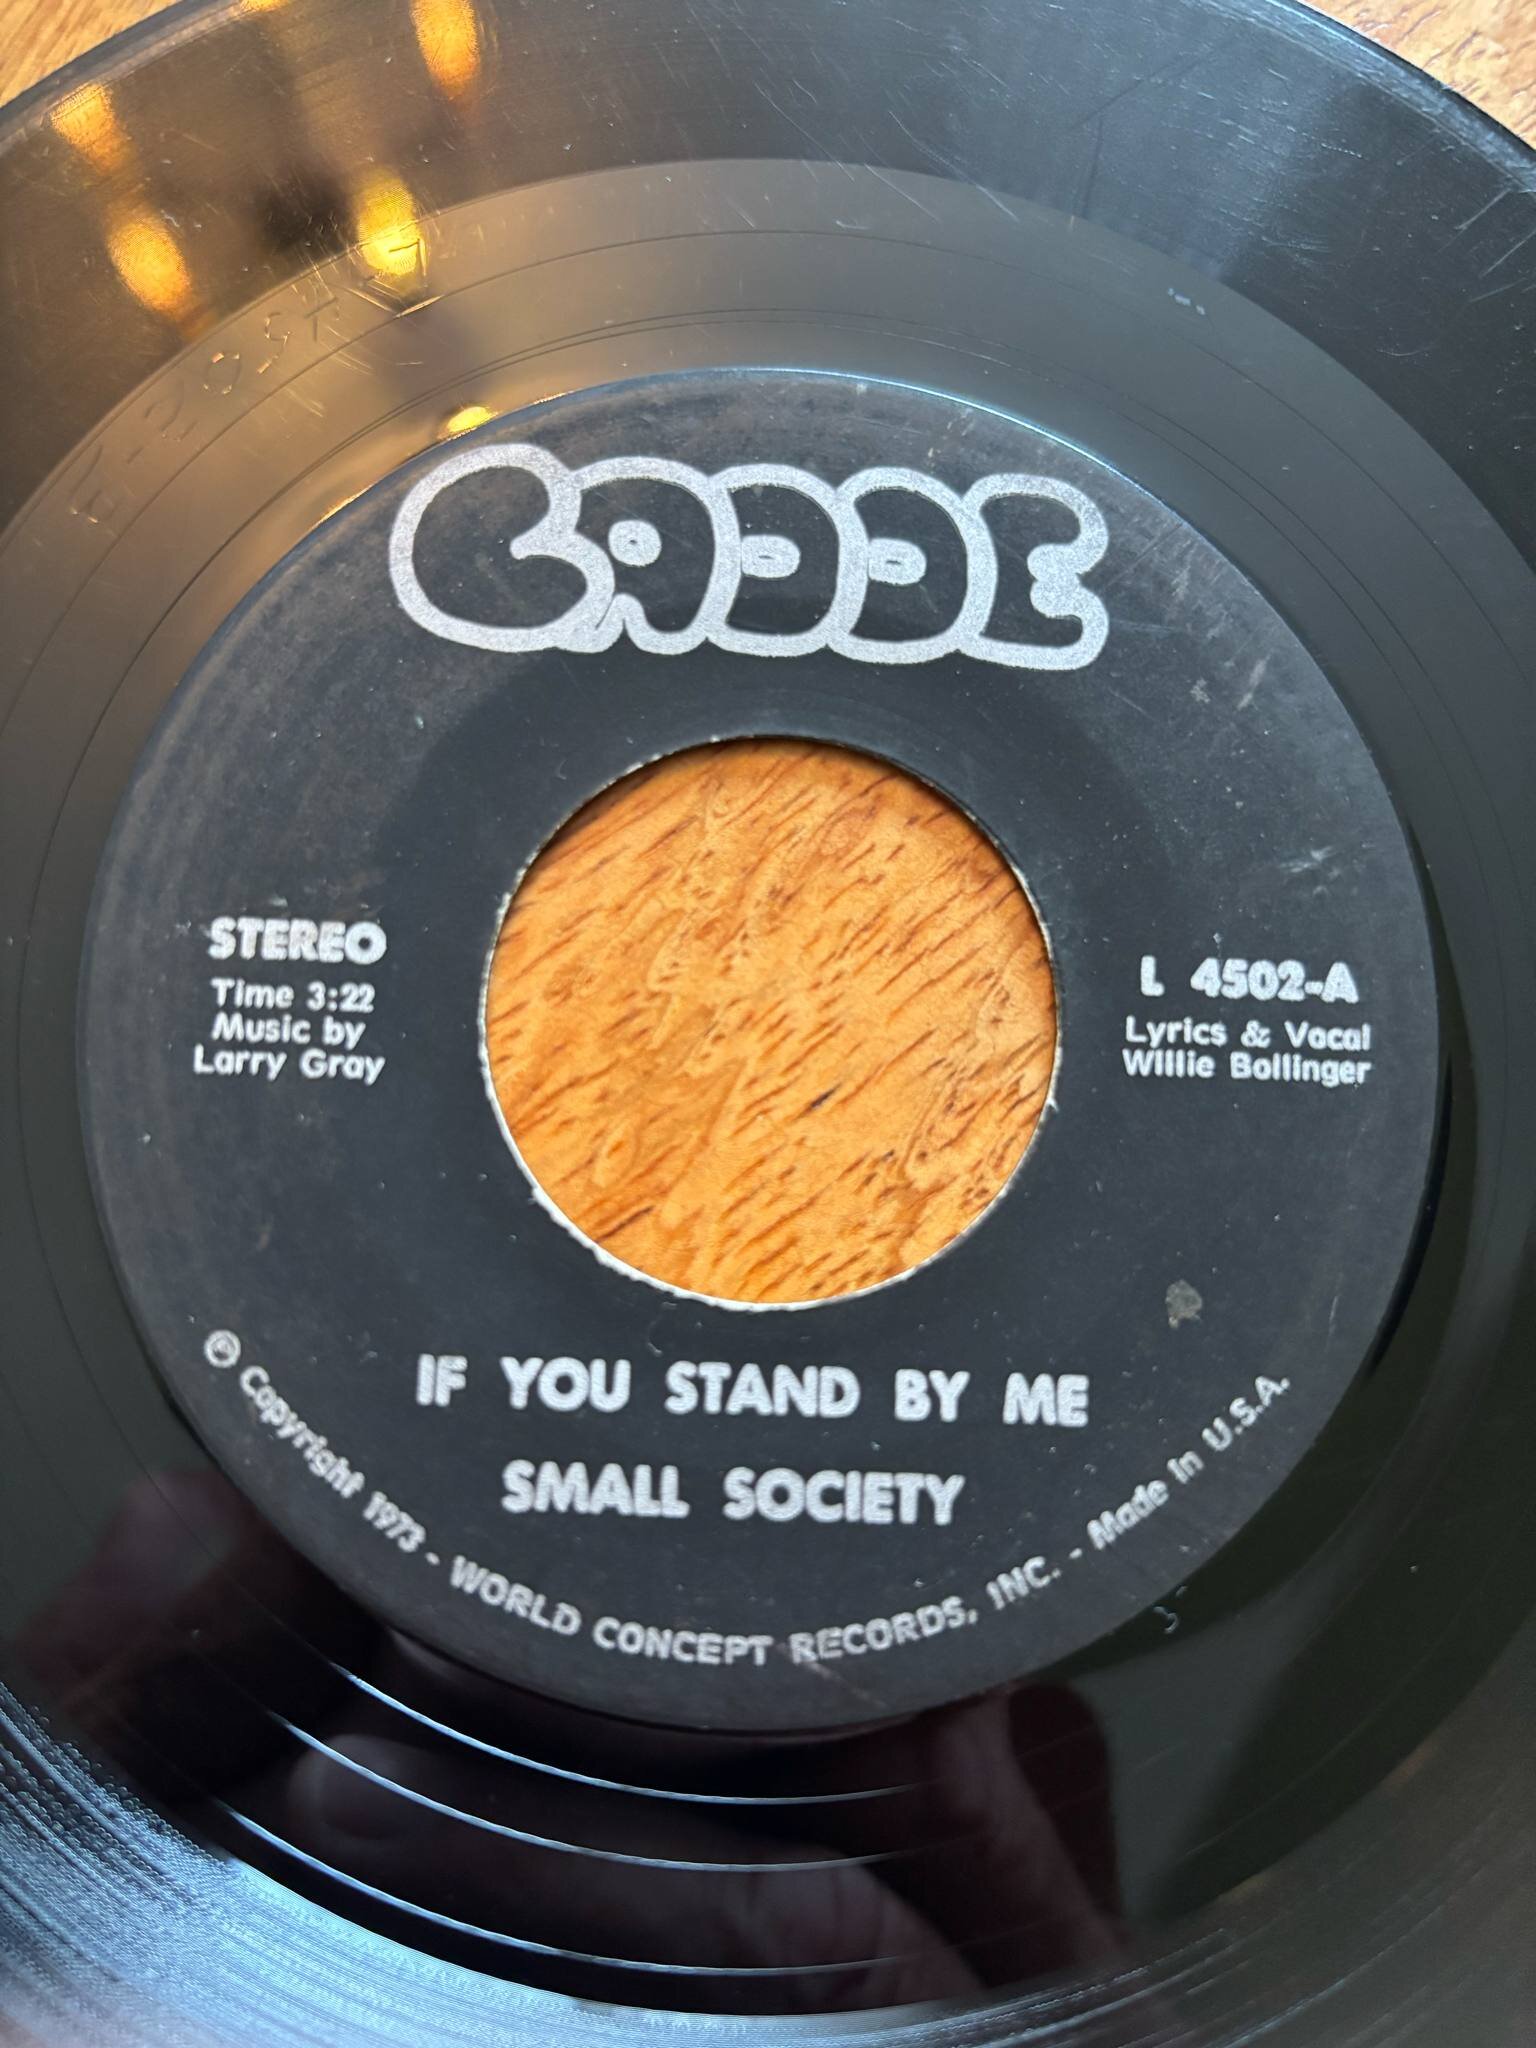 CADDE
STEREO
Time 3:22
Music by
Larry Gray
L 4502-A
Lyrics & Vocal
Willie Bollinger
IF YOU STAND BY ME
SMALL SOCIETY
℗ Copyright 1973 - WORLD CONCEPT RECORDS, INC. - Made in U.S.A.